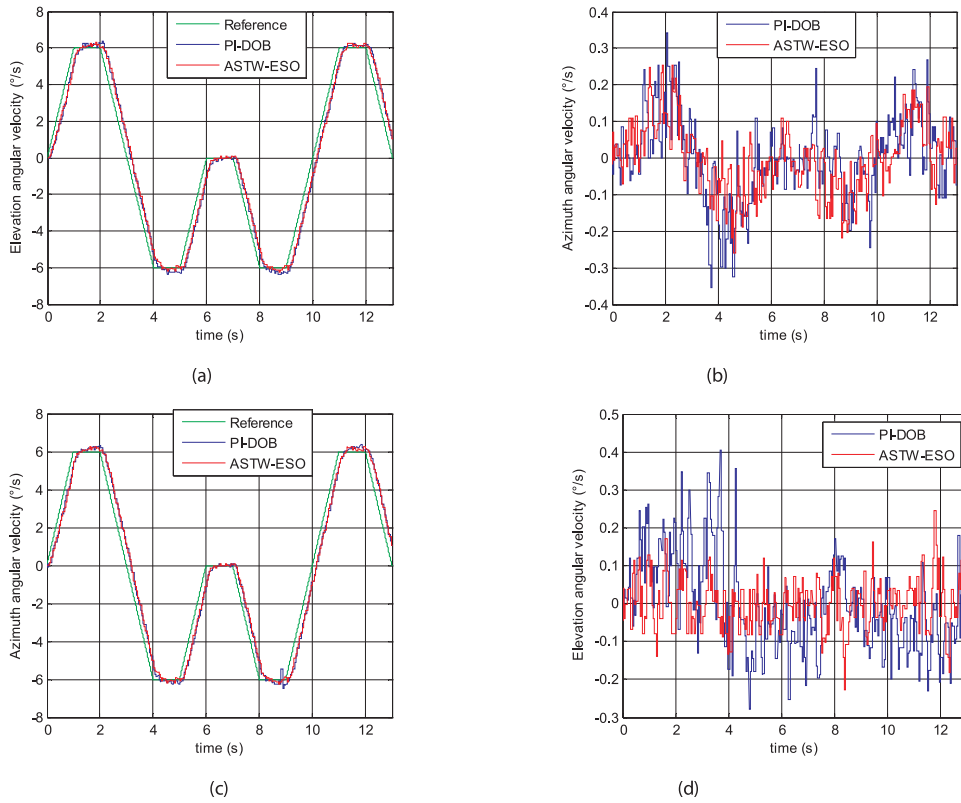 Elevation angular velocity (°/s)
8
6
4
2
0
-2
-4
-6
-8
Reference
PI-DOB
ASTW-ESO
0 2 4 6 8 10 12
time (s)
(a)
Azimuth angular velocity (°/s)
0.4
0.3
0.2
0.1
0
-0.1
-0.2
-0.3
-0.4
PI-DOB
ASTW-ESO
0 2 4 6 8 10 12
time (s)
(b)
Azimuth angular velocity (°/s)
8
6
4
2
0
-2
-4
-6
-8
Reference
PI-DOB
ASTW-ESO
0 2 4 6 8 10 12
time (s)
(c)
Elevation angular velocity (°/s)
0.5
0.4
0.3
0.2
0.1
0
-0.1
-0.2
-0.3
PI-DOB
ASTW-ESO
0 2 4 6 8 10 12
time (s)
(d)